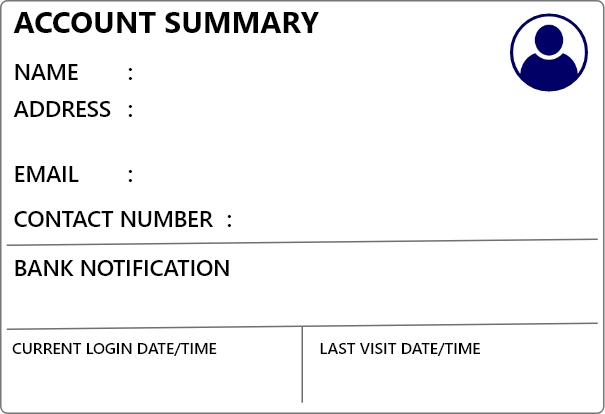 ACCOUNT SUMMARY
NAME :
ADDRESS :
EMAIL :
CONTACT NUMBER :
BANK NOTIFICATION
CURRENT LOGIN DATE/TIME
LAST VISIT DATE/TIME